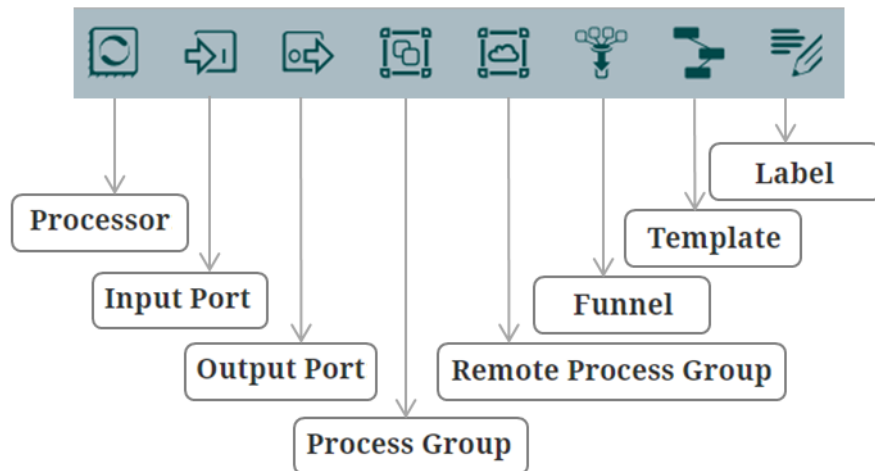 Label
Processor
Template
Input Port
Funnel
Output Port
Remote Process Group
Process Group